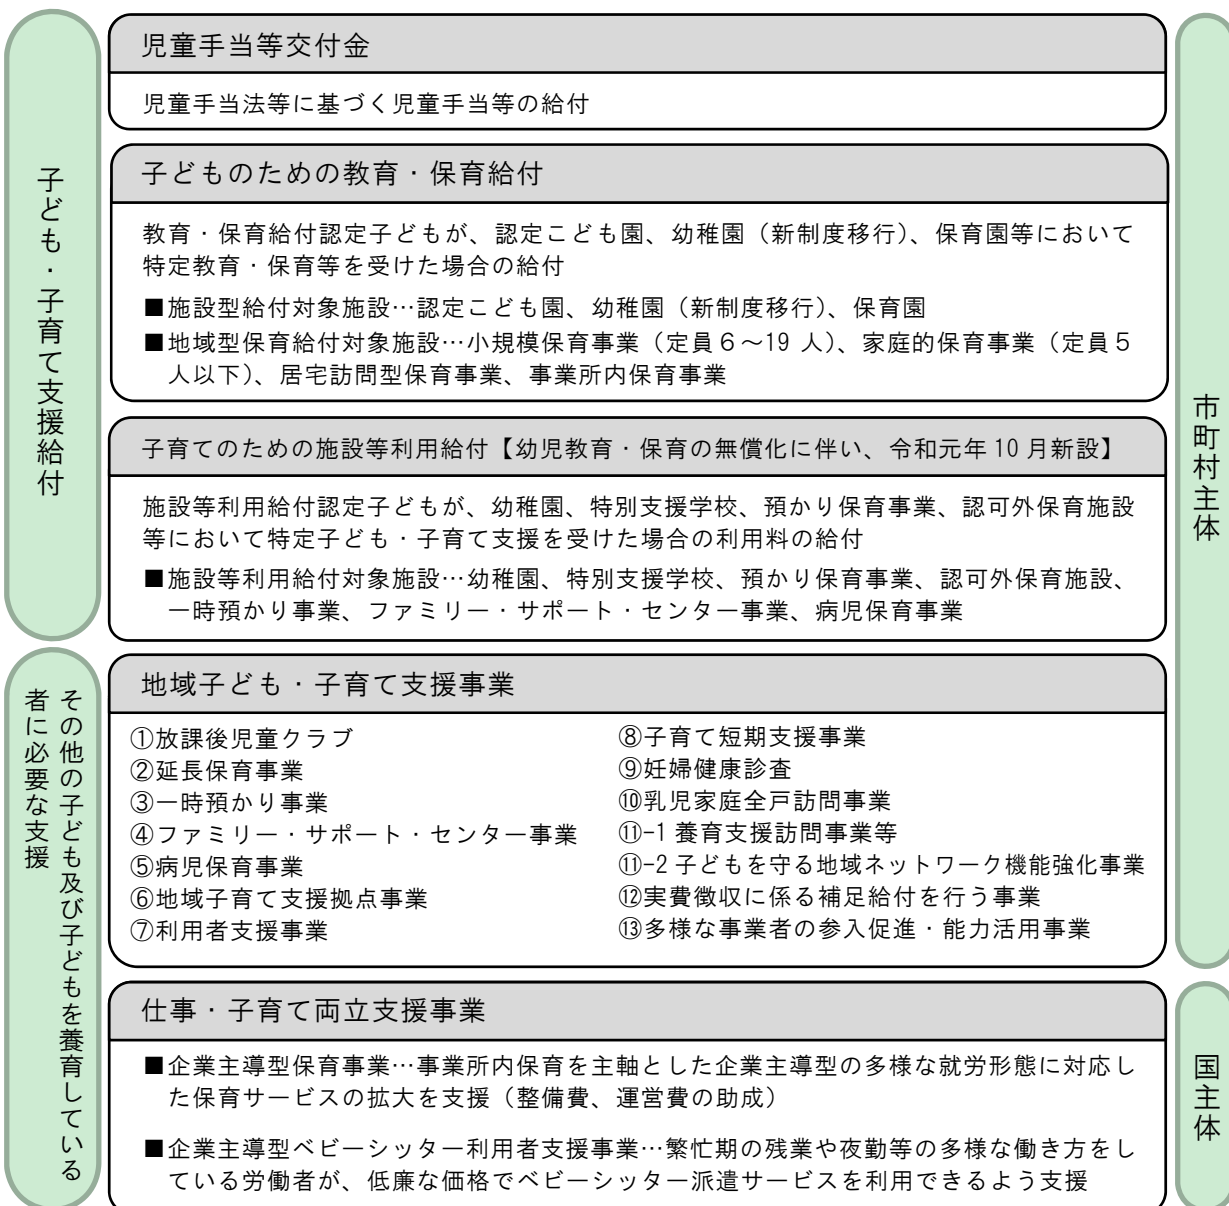 子ども・子育て支援給付
児童手当等交付金
児童手当法等に基づく児童手当等の給付
子どものための教育・保育給付
教育・保育給付認定子どもが、認定こども園、幼稚園（新制度移行）、保育園等において
特定教育・保育等を受けた場合の給付
■施設型給付対象施設…認定こども園、幼稚園（新制度移行）、保育園
■地域型保育給付対象施設…小規模保育事業（定員６～19 人）、家庭的保育事業（定員５
人以下）、居宅訪問型保育事業、事業所内保育事業
子育てのための施設等利用給付【幼児教育・保育の無償化に伴い、令和元年 10 月新設】
施設等利用給付認定子どもが、幼稚園、特別支援学校、預かり保育事業、認可外保育施設
等において特定子ども・子育て支援を受けた場合の利用料の給付
■施設等利用給付対象施設…幼稚園、特別支援学校、預かり保育事業、認可外保育施設、
一時預かり事業、ファミリー・サポート・センター事業、病児保育事業
その他の子ども及び子どもを養育している
者に必要な支援
地域子ども・子育て支援事業
①放課後児童クラブ
②延長保育事業
③一時預かり事業
④ファミリー・サポート・センター事業
⑤病児保育事業
⑥地域子育て支援拠点事業
⑦利用者支援事業
⑧子育て短期支援事業
⑨妊婦健康診査
⑩乳児家庭全戸訪問事業
⑪-1 養育支援訪問事業等
⑪-2 子どもを守る地域ネットワーク機能強化事業
⑫実費徴収に係る補足給付を行う事業
⑬多様な事業者の参入促進・能力活用事業
市町村主体
仕事・子育て両立支援事業
■企業主導型保育事業…事業所内保育を主軸とした企業主導型の多様な就労形態に対応し
た保育サービスの拡大を支援（整備費、運営費の助成）
■企業主導型ベビーシッター利用者支援事業…繁忙期の残業や夜勤等の多様な働き方をし
ている労働者が、低廉な価格でベビーシッター派遣サービスを利用できるよう支援
国主体